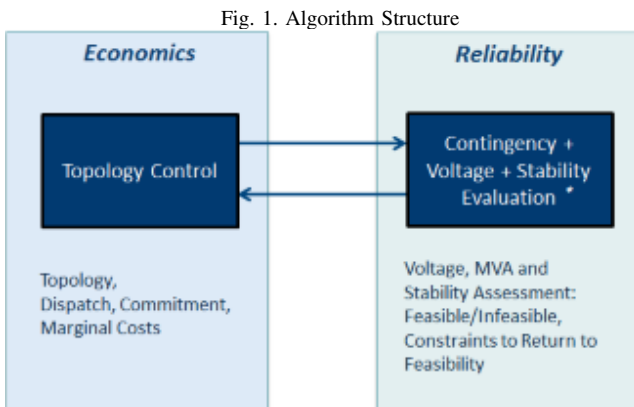 Fig. 1. Algorithm Structure
Economics
Topology Control
Topology,
Dispatch, Commitment,
Marginal Costs
Reliability
Contingency +
Voltage + Stability
Evaluation *
Voltage, MVA and
Stability Assessment:
Feasible/Infeasible,
Constraints to Return to
Feasibility